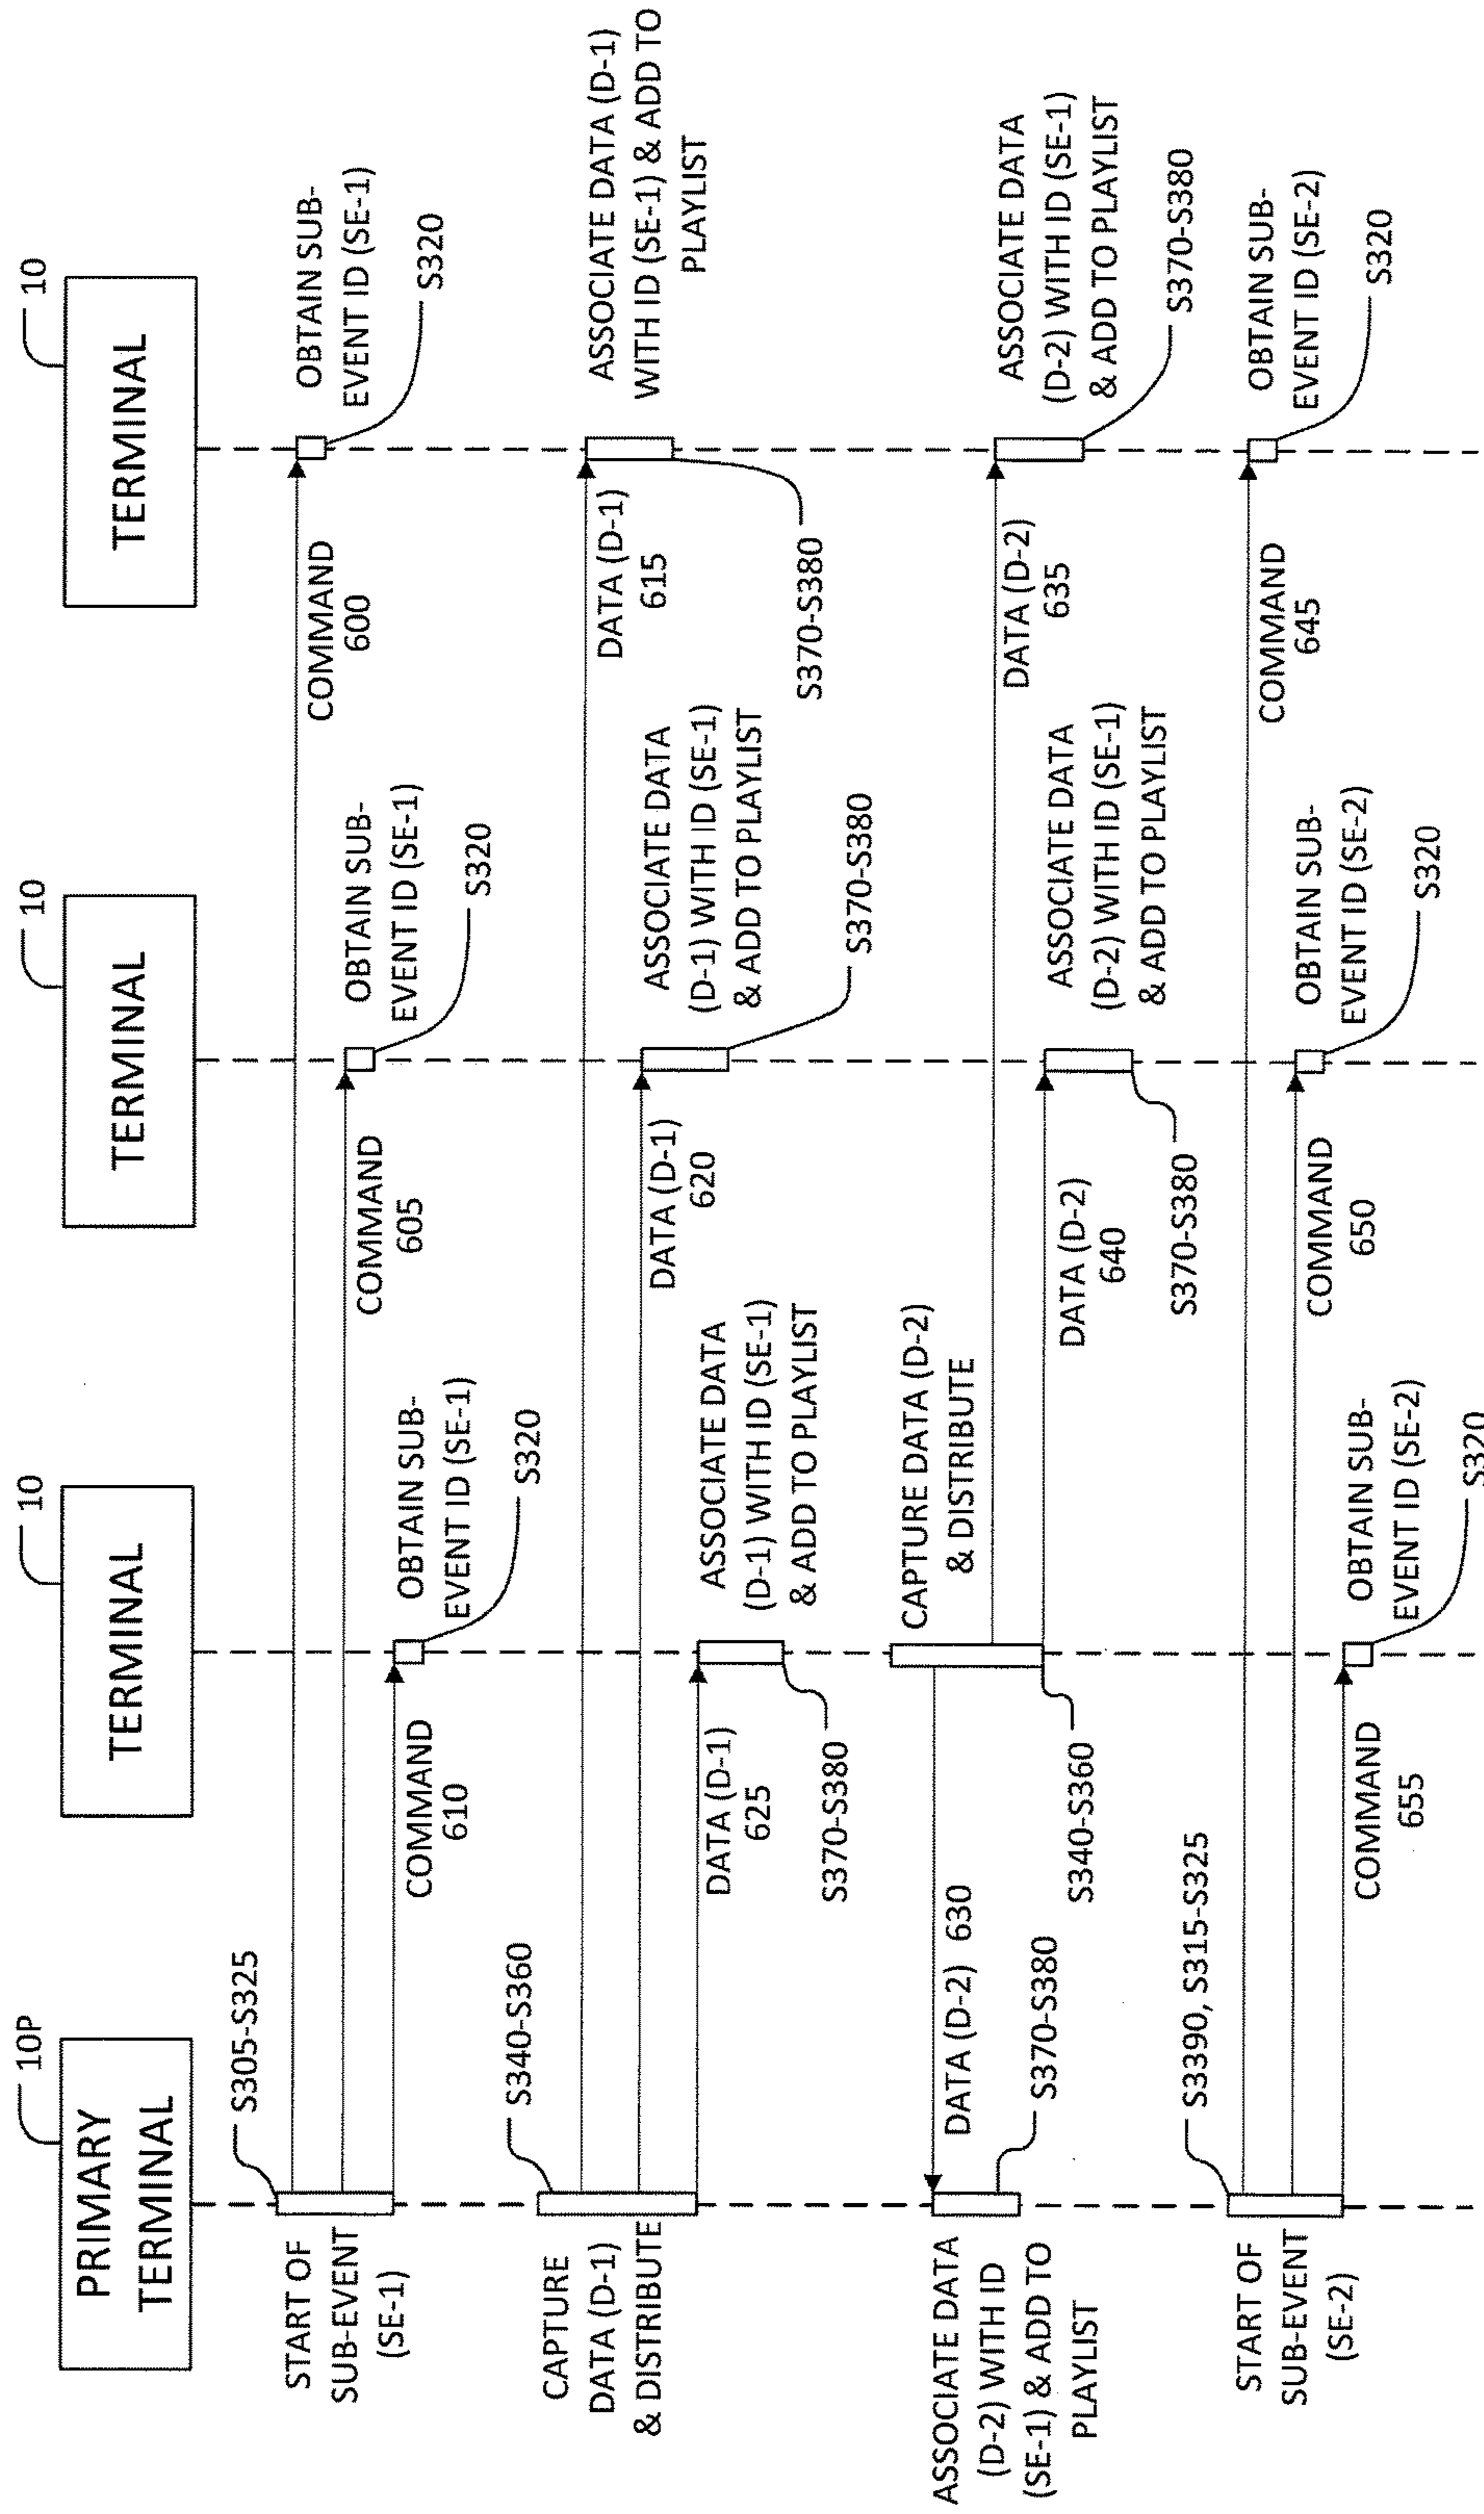 10P
PRIMARY
TERMINAL
10
TERMINAL
10
TERMINAL
10
TERMINAL
START OF
SUB-EVENT
(SE-1)
S305-S325
COMMAND
600
OBTAIN SUB-
EVENT ID (SE-1)
S320
COMMAND
605
OBTAIN SUB-
EVENT ID (SE-1)
S320
COMMAND
610
OBTAIN SUB-
EVENT ID (SE-1)
S320
CAPTURE
DATA (D-1)
& DISTRIBUTE
S340-S360
DATA (D-1)
615
ASSOCIATE DATA (D-1)
WITH ID (SE-1) & ADD TO
PLAYLIST
S370-S380
DATA (D-1)
620
ASSOCIATE DATA
(D-1) WITH ID (SE-1)
& ADD TO PLAYLIST
S370-S380
DATA (D-1)
625
ASSOCIATE DATA
(D-1) WITH ID (SE-1)
& ADD TO PLAYLIST
S370-S380
CAPTURE DATA (D-2)
& DISTRIBUTE
S340-S360
DATA (D-2) 630
ASSOCIATE DATA
(D-2) WITH ID
(SE-1) & ADD TO
PLAYLIST
S370-S380
DATA (D-2)
635
ASSOCIATE DATA
(D-2) WITH ID (SE-1)
& ADD TO PLAYLIST
S370-S380
DATA (D-2)
640
ASSOCIATE DATA
(D-2) WITH ID (SE-1)
& ADD TO PLAYLIST
S370-S380
START OF
SUB-EVENT
(SE-2)
S3390, S315-S325
COMMAND
645
OBTAIN SUB-
EVENT ID (SE-2)
S320
COMMAND
650
OBTAIN SUB-
EVENT ID (SE-2)
S320
COMMAND
655
OBTAIN SUB-
EVENT ID (SE-2)
S320